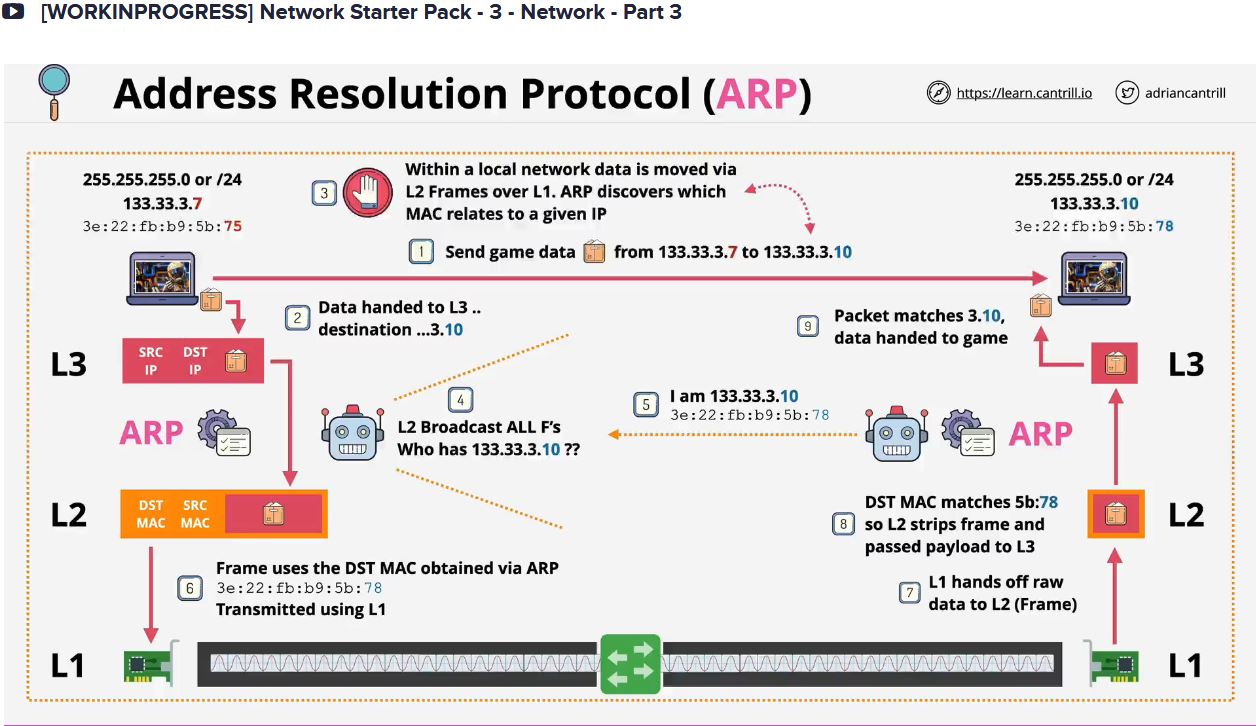 [WORKINPROGRESS] Network Starter Pack - 3 - Network - Part 3
Address Resolution Protocol (ARP)
https://learn.cantrill.io
adriancantrill
255.255.255.0 or /24
133.33.3.7
3e:22:fb:b9:5b:75
3
Within a local network data is moved via
L2 Frames over L1. ARP discovers which
MAC relates to a given IP
255.255.255.0 or /24
133.33.3.10
3e:22:fb:b9:5b:78
1
Send game data from 133.33.3.7 to 133.33.3.10
2
Data handed to L3 ..
destination ...3.10
9
Packet matches 3.10,
data handed to game
L3
SRC
IP
DST
IP
L3
ARP
4
L2 Broadcast ALL F's
Who has 133.33.3.10 ??
5
I am 133.33.3.10
3e:22:fb:b9:5b:78
ARP
L2
DST
MAC
SRC
MAC
8
DST MAC matches 5b:78
so L2 strips frame and
passed payload to L3
L2
6
Frame uses the DST MAC obtained via ARP
3e:22:fb:b9:5b:78
Transmitted using L1
7
L1 hands off raw
data to L2 (Frame)
L1
L1